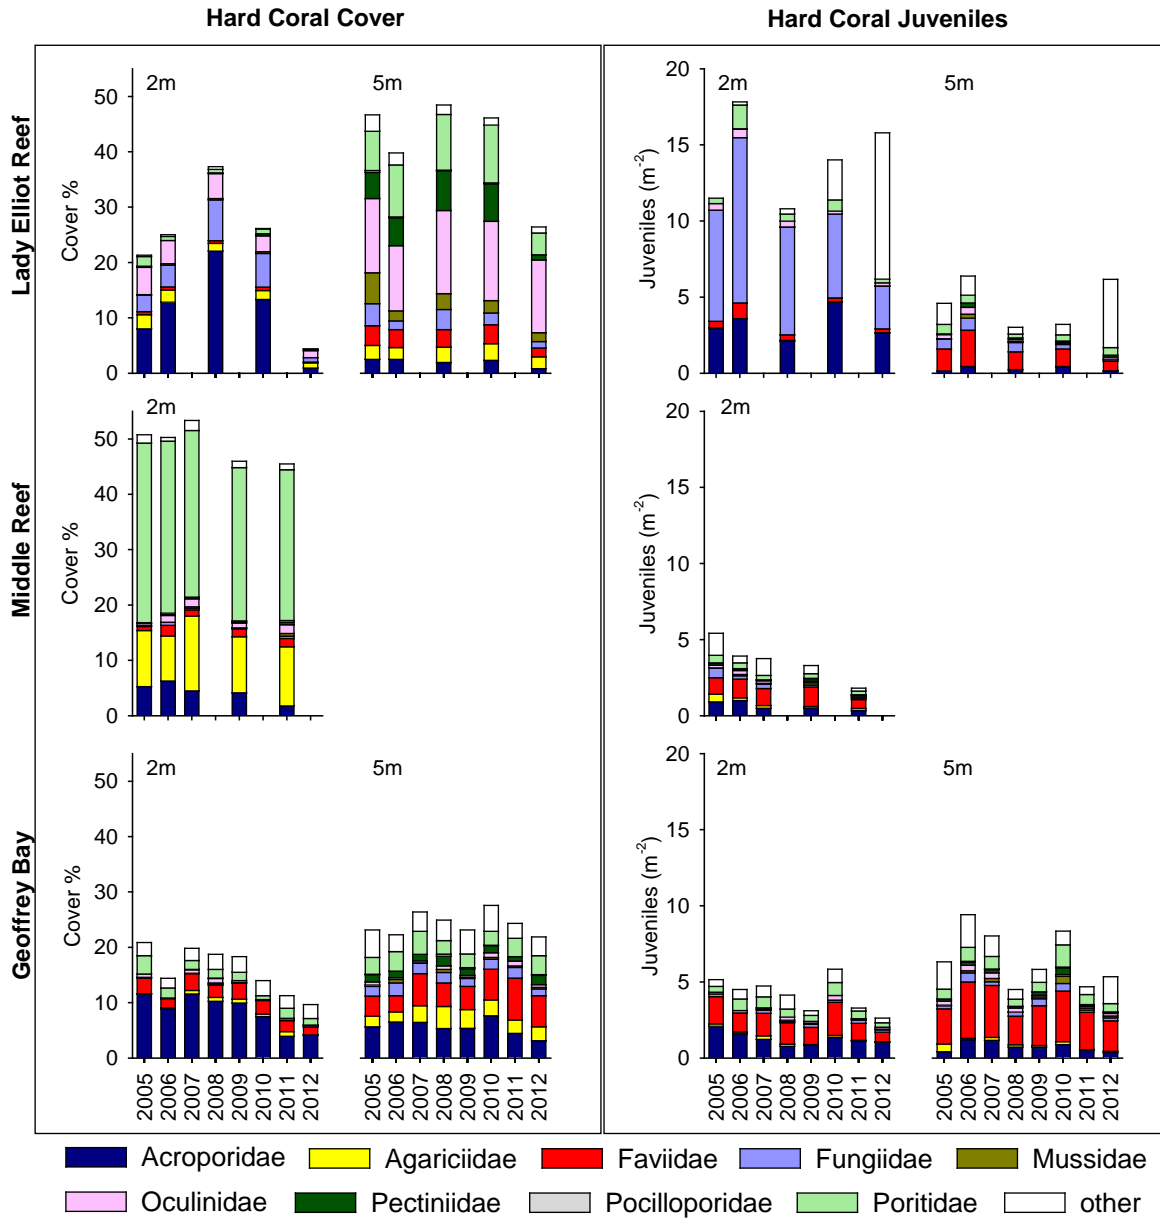 Hard Coral Cover
Hard Coral Juveniles
Lady Elliot Reef
Cover %
50
40
30
20
10
0
2m
5m
Juveniles (m-2)
20
15
10
5
0
2m
5m
Middle Reef
Cover %
50
40
30
20
10
0
2m
Juveniles (m-2)
20
15
10
5
0
2m
Geoffrey Bay
Cover %
50
40
30
20
10
0
2m
5m
Juveniles (m-2)
20
15
10
5
0
2m
5m
2005 2006 2007 2008 2009 2010 2011 2012
2005 2006 2007 2008 2009 2010 2011 2012
2005 2006 2007 2008 2009 2010 2011 2012
2005 2006 2007 2008 2009 2010 2011 2012
Acroporidae Agariciidae Faviidae Fungiidae Mussidae
Oculinidae Pectiniidae Pocilloporidae Poritidae other